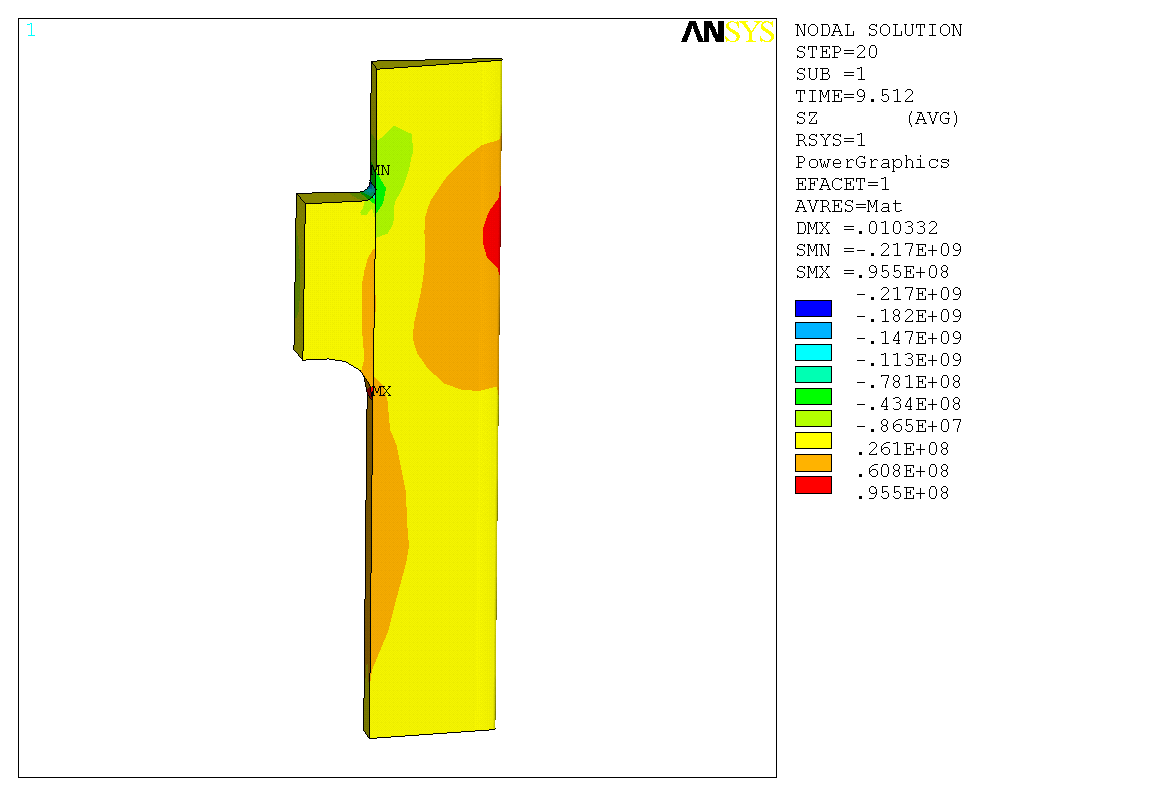 1
ANSYS
NODAL SOLUTION
STEP=20
SUB =1
TIME=9.512
SZ (AVG)
RSYS=1
PowerGraphics
EFACET=1
AVRES=Mat
DMX =.010332
SMN =-.217E+09
SMX =.955E+08
-.217E+09
-.182E+09
-.147E+09
-.113E+09
-.781E+08
-.434E+08
-.865E+07
.261E+08
.608E+08
.955E+08
MN
MX